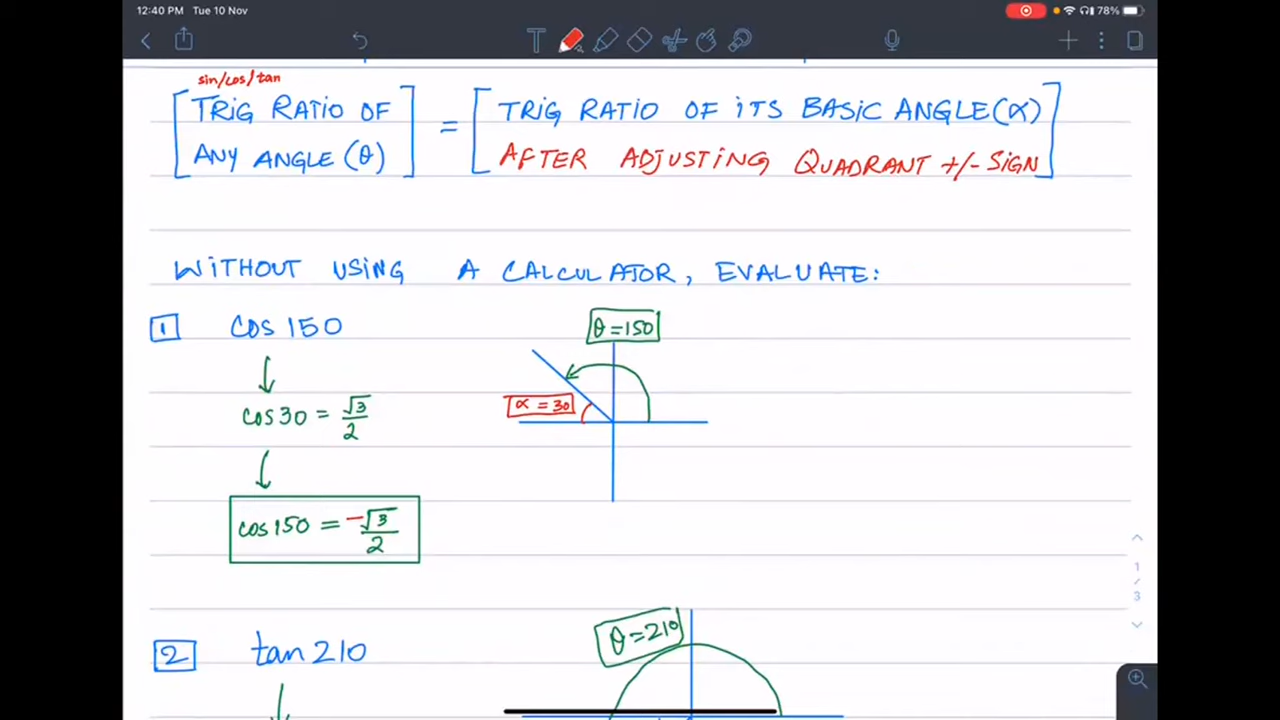 12:40 PM Tue 10 Nov
78%
sin/cos/tan
TRIG RATIO OF
ANY ANGLE (θ)
=
TRIG RATIO OF ITS BASIC ANGLE(α)
AFTER ADJUSTING QUADRANT +/- SIGN
WITHOUT USING A CALCULATOR, EVALUATE:
1 cos 150
θ = 150
α = 30
cos 30 = √3/2
cos 150 = -√3/2
1
/
3
2 tan 210
θ = 210